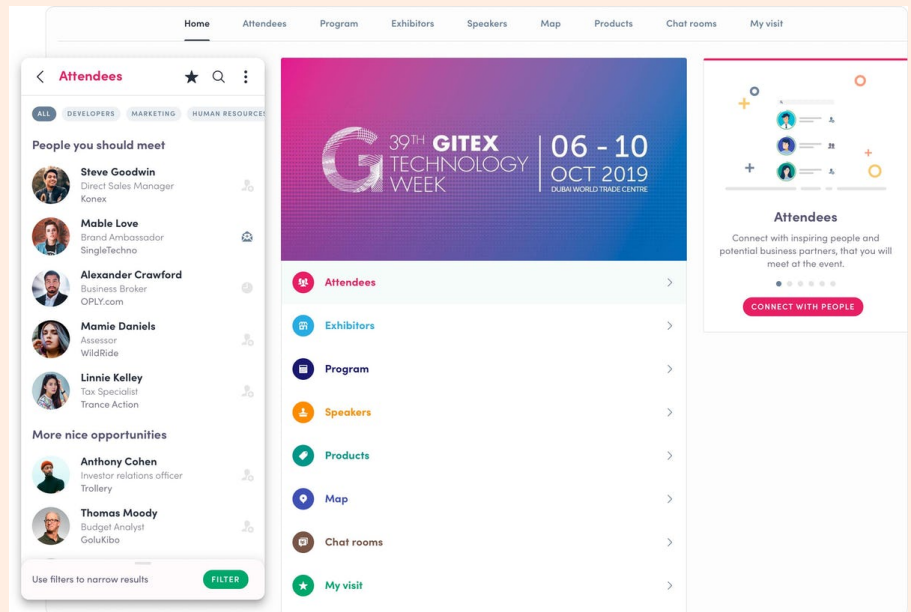 Home Attendees Program Exhibitors Speakers Map Products Chat rooms My visit
Attendees
ALL DEVELOPERS MARKETING HUMAN RESOURCES
People you should meet
Steve Goodwin
Direct Sales Manager
Konex
Mable Love
Brand Ambassador
SingleTechno
Alexander Crawford
Business Broker
OPLY.com
Mamie Daniels
Assessor
WildRide
Linnie Kelley
Tax Specialist
Trance Action
More nice opportunities
Anthony Cohen
Investor relations officer
Trollery
Thomas Moody
Budget Analyst
GoluKibo
Use filters to narrow results FILTER
39TH GITEX
TECHNOLOGY
WEEK
06 - 10
OCT 2019
DUBAI WORLD TRADE CENTRE
Attendees
Exhibitors
Program
Speakers
Products
Map
Chat rooms
My visit
Attendees
Connect with inspiring people and
potential business partners, that you will
meet at the event.
CONNECT WITH PEOPLE